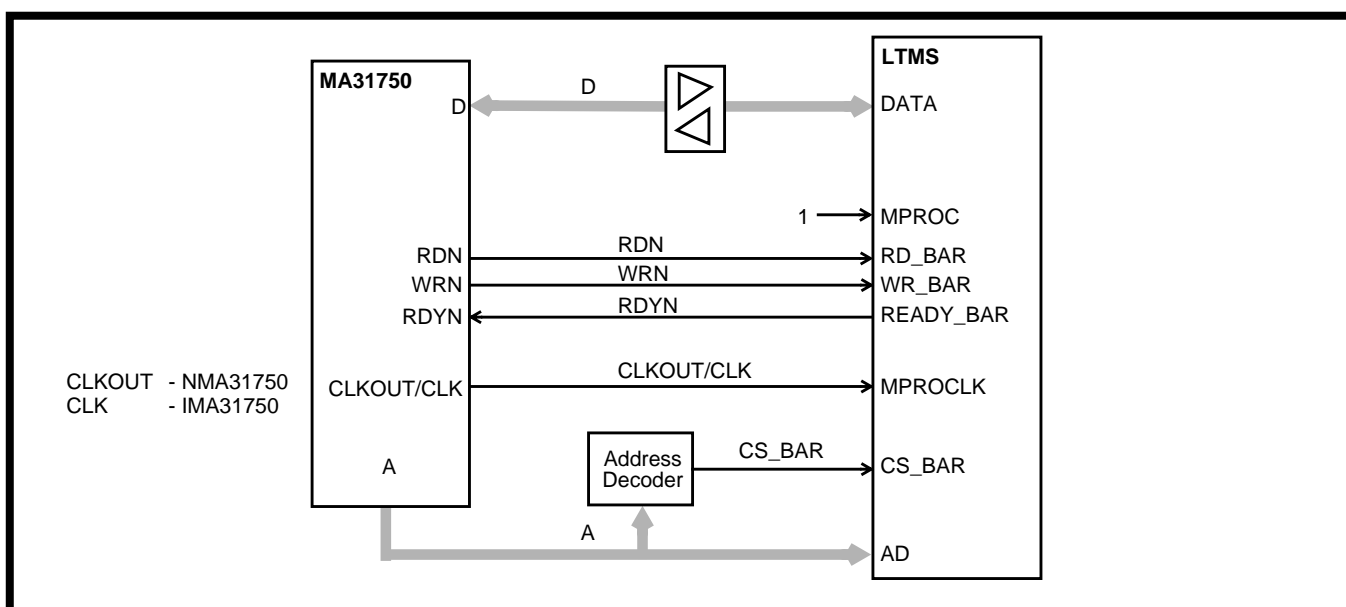 LTMS
MA31750
D
D
DATA
1
MPROC
RDN
RDN
RD_BAR
WRN
WRN
WR_BAR
RDYN
RDYN
READY_BAR
CLKOUT - NMA31750
CLK - IMA31750
CLKOUT/CLK
CLKOUT/CLK
MPROCLK
A
Address
Decoder
CS_BAR
CS_BAR
A
AD